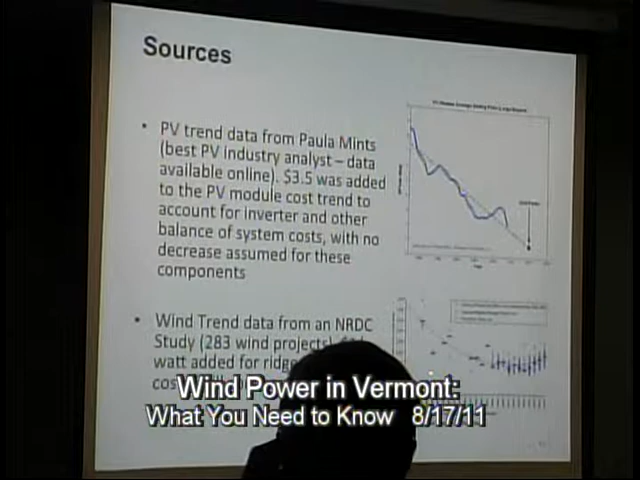 Sources
• PV trend data from Paula Mints
(best PV industry analyst – data
available online). $3.5 was added
to the PV module cost trend to
account for inverter and other
balance of system costs, with no
decrease assumed for these
components
• Wind Trend data from an NRDC
Study (283 wind projects)
watt added for
Wind Power in Vermont:
What You Need to Know 8/17/11